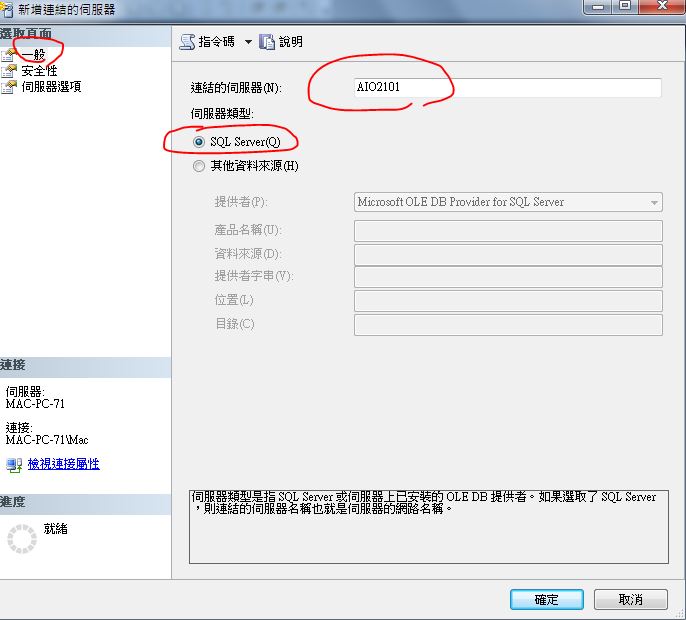 新增連結的伺服器
選取頁面
一般
安全性
伺服器選項
指令碼
說明
連結的伺服器(N):
AIO2101
伺服器類型:
SQL Server(Q)
其他資料來源(H)
提供者(P):
Microsoft OLE DB Provider for SQL Server
產品名稱(U):
資料來源(D):
提供者字串(V):
位置(L)
目錄(C)
連接
伺服器:
MAC-PC-71
連接:
MAC-PC-71\Mac
檢視連接屬性
進度
就緒
伺服器類型是指 SQL Server 或伺服器上已安裝的 OLE DB 提供者。如果選取了 SQL Server
，則連結的伺服器名稱也就是伺服器的網路名稱。
確定
取消